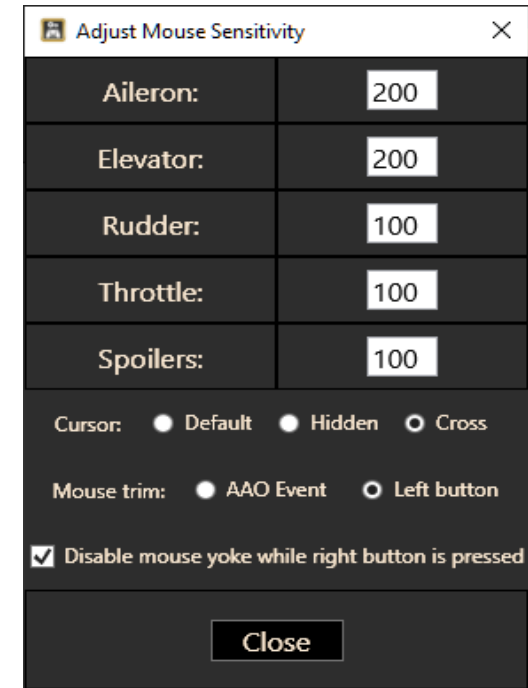 Adjust Mouse Sensitivity
Aileron: 200
Elevator: 200
Rudder: 100
Throttle: 100
Spoilers: 100
Cursor: Default Hidden Cross
Mouse trim: AAO Event Left button
Disable mouse yoke while right button is pressed
Close